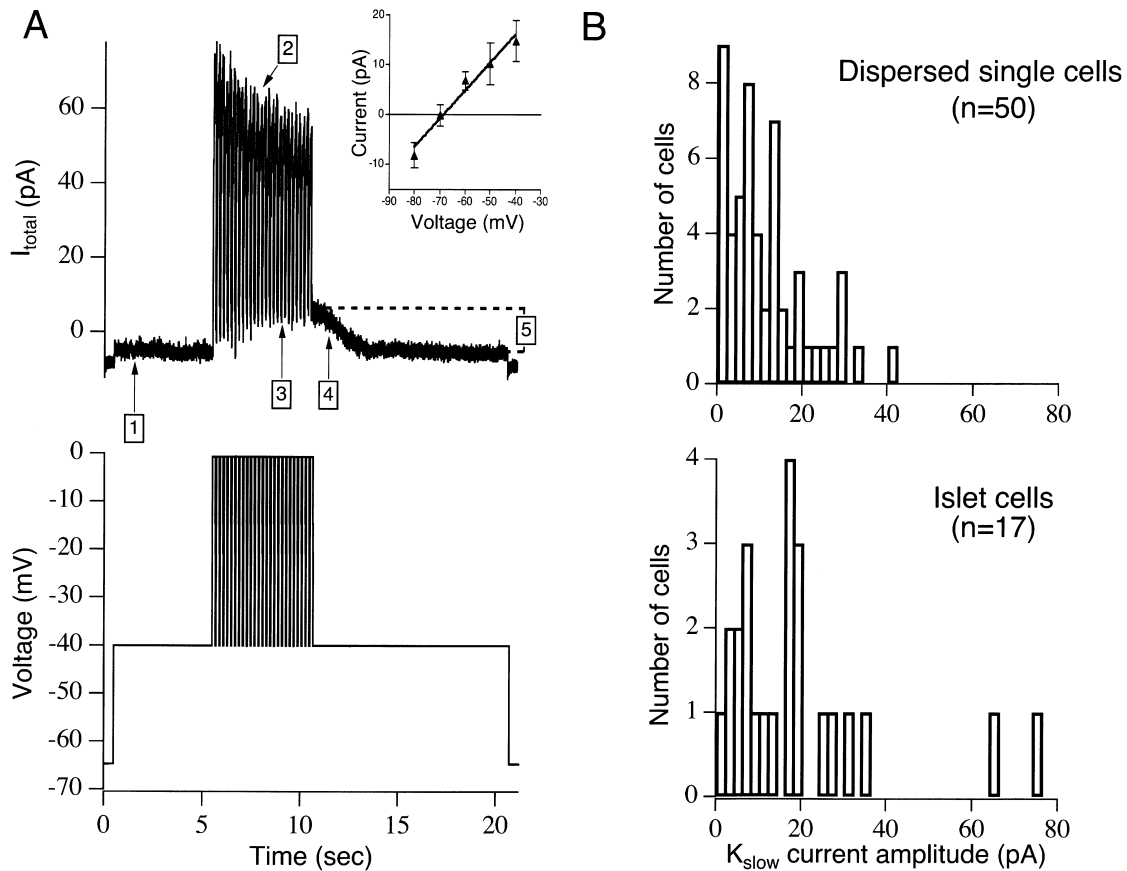 A
I_total (pA)
60
40
20
0
2
1
3
4
5
Current (pA)
20
10
0
-10
-90 -80 -70 -60 -50 -40 -30
Voltage (mV)
Voltage (mV)
0
-10
-20
-30
-40
-50
-60
-70
0 5 10 15 20
Time (sec)
B
Dispersed single cells
(n=50)
Number of cells
8
6
4
2
0
0 20 40 60 80
Islet cells
(n=17)
Number of cells
4
3
2
1
0
0 20 40 60 80
K_slow current amplitude (pA)